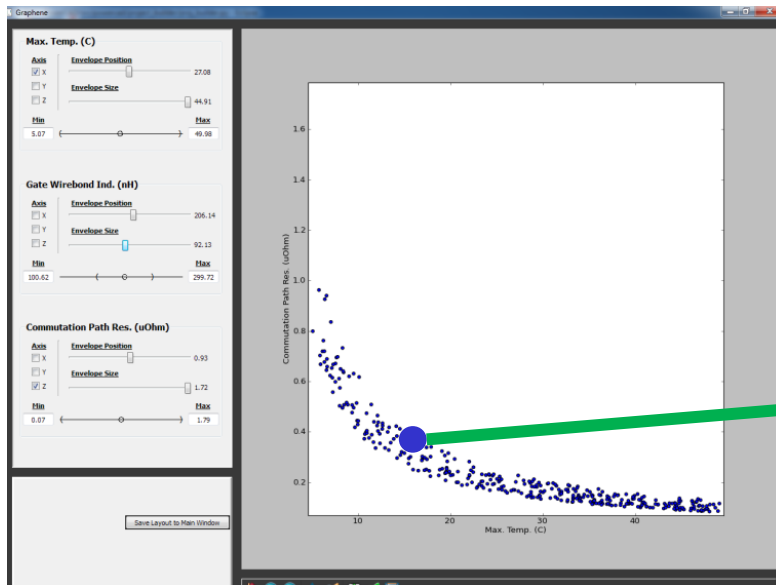 Graphene
Max. Temp. (C)
Axis
Envelope Position
X
27.08
Y
Envelope Size
Z
44.91
Min
Max
5.07
49.98
Gate Wirebond Ind. (nH)
Axis
Envelope Position
X
206.14
Y
Envelope Size
Z
92.13
Min
Max
100.62
299.72
Commutation Path Res. (uOhm)
Axis
Envelope Position
X
0.93
Y
Envelope Size
Z
1.72
Min
Max
0.07
1.79
Save Layout to Main Window
Commutation Path Res. (uOhm)
1.6
1.4
1.2
1.0
0.8
0.6
0.4
0.2
10
20
30
40
Max. Temp. (C)